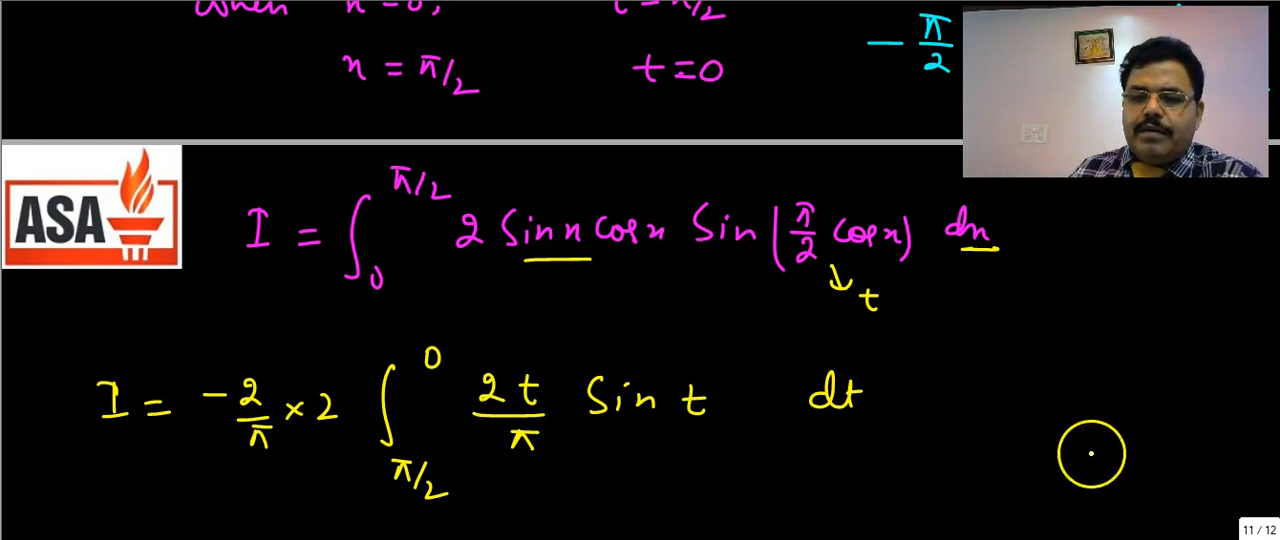 When x = 0, t = π/2
x = π/2 t = 0
- π/2
ASA
I = ∫₀^{π/2} 2 Sin x cos x Sin (π/2 cos x) dx
↓ t
I = -2/π × 2 ∫_{π/2}^0 2t/π Sin t dt
11 / 12